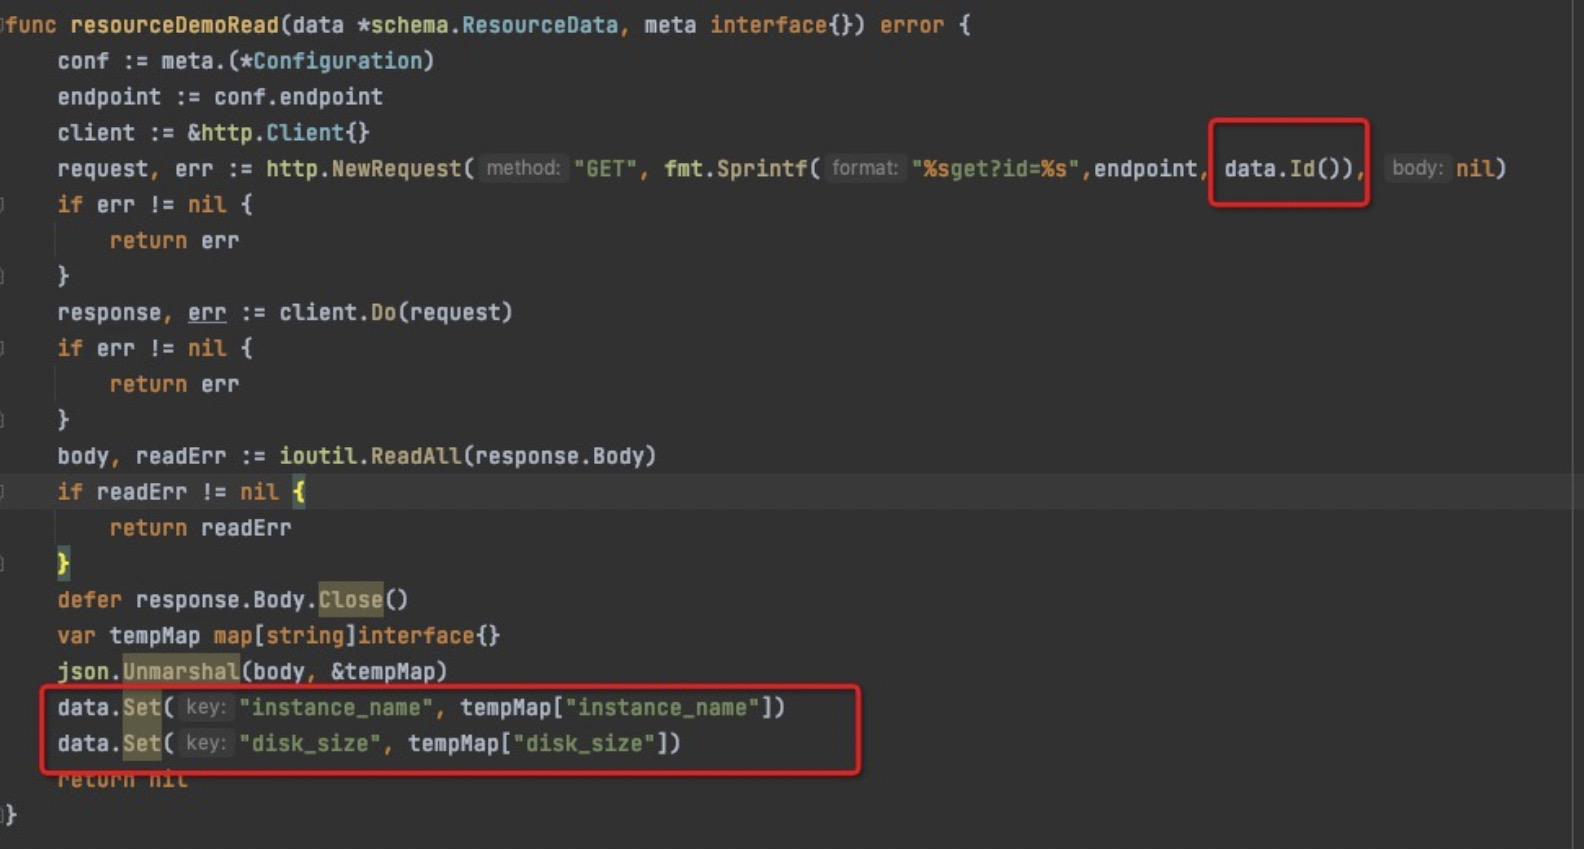 func resourceDemoRead(data *schema.ResourceData, meta interface{}) error {
conf := meta.(*Configuration)
endpoint := conf.endpoint
client := &http.Client{}
request, err := http.NewRequest( method: "GET", fmt.Sprintf( format: "%sget?id=%s",endpoint, data.Id()), body: nil)
if err != nil {
return err
}
response, err := client.Do(request)
if err != nil {
return err
}
body, readErr := ioutil.ReadAll(response.Body)
if readErr != nil {
return readErr
}
defer response.Body.Close()
var tempMap map[string]interface{}
json.Unmarshal(body, &tempMap)
data.Set( key: "instance_name", tempMap["instance_name"])
data.Set( key: "disk_size", tempMap["disk_size"])
return nil
}